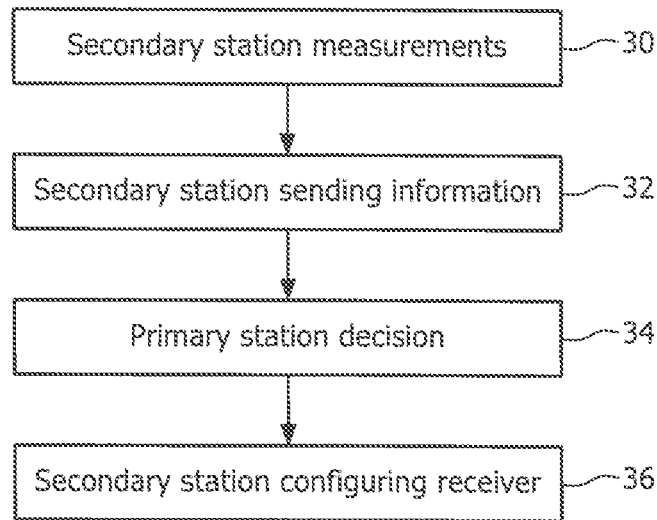 Secondary station measurements 30
Secondary station sending information 32
Primary station decision 34
Secondary station configuring receiver 36